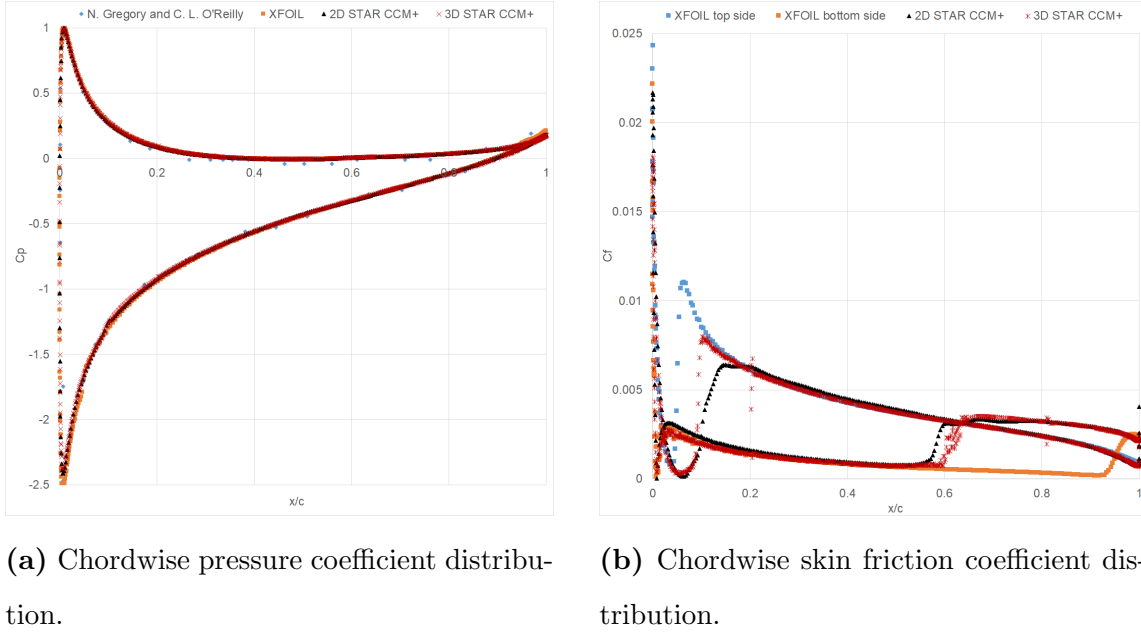 N. Gregory and C. L. O'Reilly XFOIL 2D STAR CCM+ 3D STAR CCM+
1
0.5
0
-0.5
-1
-1.5
-2
-2.5
0 0.2 0.4 0.6 0.8 1
Cp
x/c
XFOIL top side XFOIL bottom side 2D STAR CCM+ 3D STAR CCM+
0.025
0.02
0.015
0.01
0.005
0
0 0.2 0.4 0.6 0.8 1
Cf
x/c
(a) Chordwise pressure coefficient distribu-
tion.
(b) Chordwise skin friction coefficient dis-
tribution.